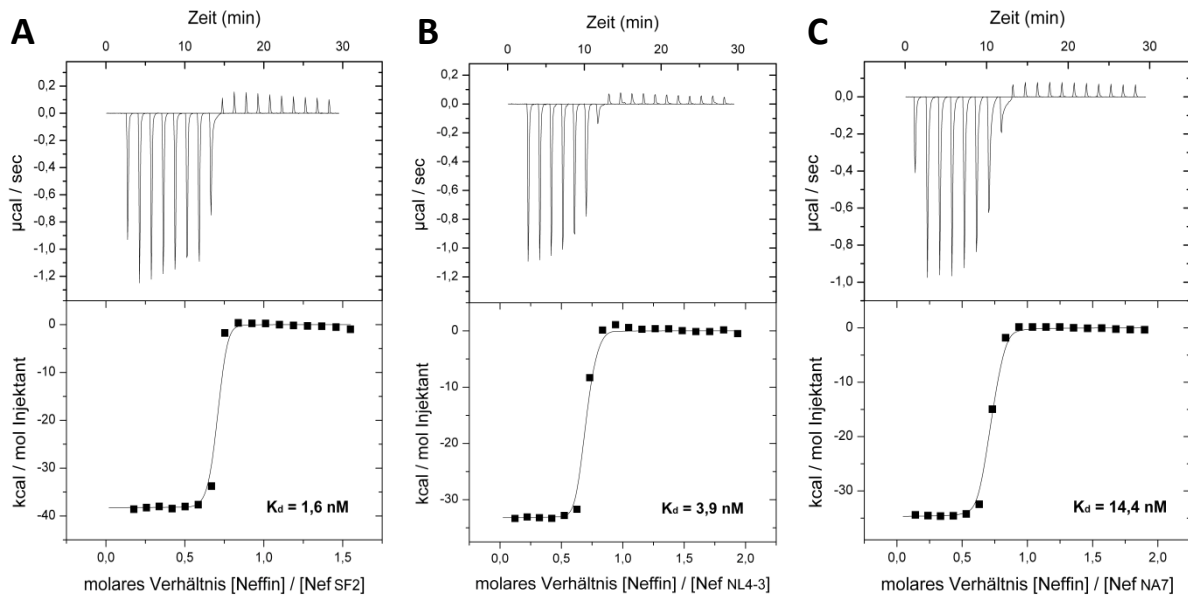 A
Zeit (min)
0 10 20 30
0,2
0,0
-0,2
-0,4
-0,6
-0,8
-1,0
-1,2
µcal / sec
0
-10
-20
-30
-40
kcal / mol Injektant
K_d = 1,6 nM
0,0 0,5 1,0 1,5
molares Verhältnis [Neffin] / [Nef SF2]
B
Zeit (min)
0 10 20 30
0,2
0,0
-0,2
-0,4
-0,6
-0,8
-1,0
-1,2
µcal / sec
0
-10
-20
-30
kcal / mol Injektant
K_d = 3,9 nM
0,0 0,5 1,0 1,5 2,0
molares Verhältnis [Neffin] / [Nef NL4-3]
C
Zeit (min)
0 10 20 30
0,0
-0,2
-0,4
-0,6
-0,8
-1,0
µcal / sec
0
-10
-20
-30
kcal / mol Injektant
K_d = 14,4 nM
0,0 0,5 1,0 1,5 2,0
molares Verhältnis [Neffin] / [Nef NA7]